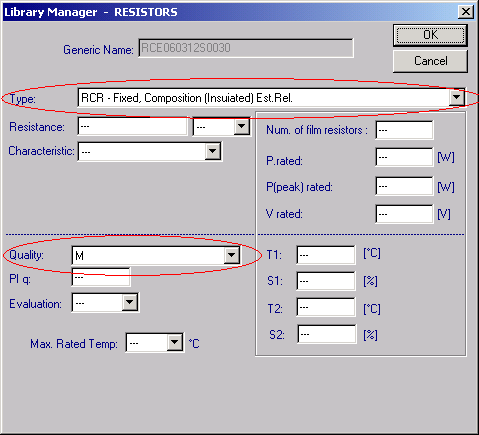 Library Manager - RESISTORS
OK
Generic Name: RCE060312S0030
Cancel
Type: RCR - Fixed, Composition (Insuiated) Est.Rel.
Resistance: --- ---
Num. of film resistors : ---
Characteristic: ---
P.rated: --- [W]
P(peak) rated: --- [W]
V rated: --- [V]
Quality: M
T1: --- [°C]
PI q: ---
S1: --- [%]
Evaluation: ---
T2: --- [°C]
S2: --- [%]
Max. Rated Temp: --- °C